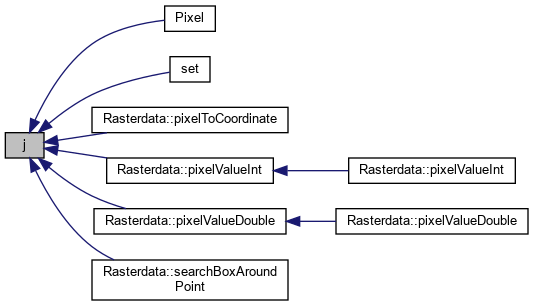 Pixel
set
Rasterdata::pixelToCoordinate
j
Rasterdata::pixelValueInt
Rasterdata::pixelValueInt
Rasterdata::pixelValueDouble
Rasterdata::pixelValueDouble
Rasterdata::searchBoxAround
Point